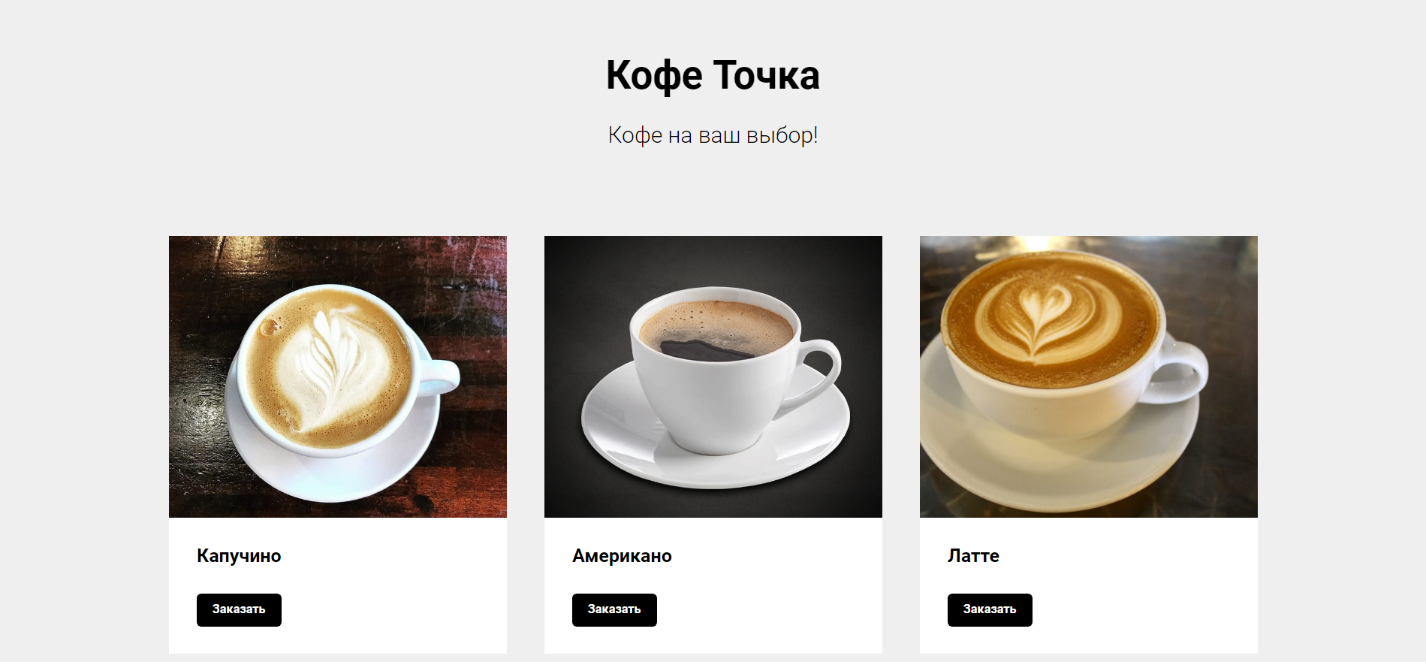 Кофе Точка
Кофе на ваш выбор!
Капучино
Американо
Латте
Заказать
Заказать
Заказать